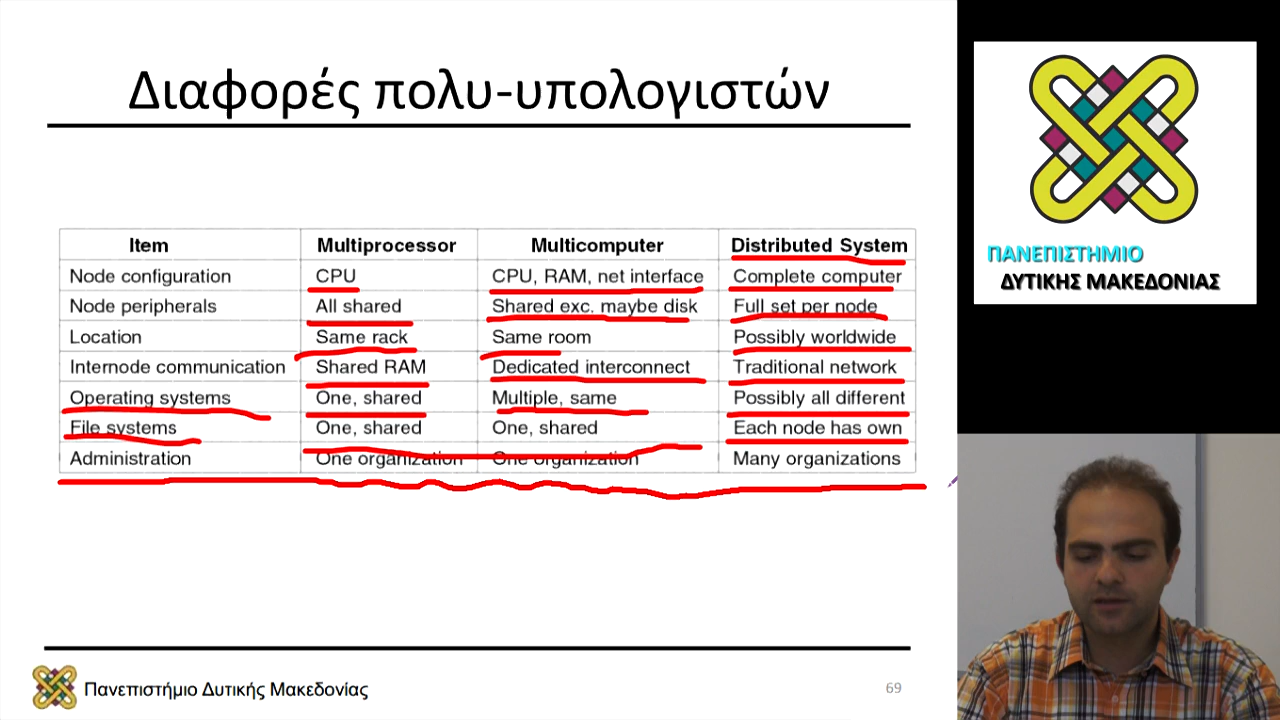 Διαφορές πολυ-υπολογιστών
Item Multiprocessor Multicomputer Distributed System
Node configuration CPU CPU, RAM, net interface Complete computer
Node peripherals All shared Shared exc. maybe disk Full set per node
Location Same rack Same room Possibly worldwide
Internode communication Shared RAM Dedicated interconnect Traditional network
Operating systems One, shared Multiple, same Possibly all different
File systems One, shared One, shared Each node has own
Administration One organization One organization Many organizations
Πανεπιστήμιο Δυτικής Μακεδονίας
69
ΠΑΝΕΠΙΣΤΗΜΙΟ
ΔΥΤΙΚΗΣ ΜΑΚΕΔΟΝΙΑΣ